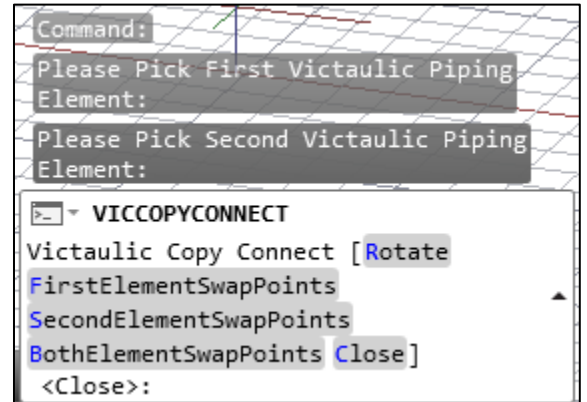 Command:
Please Pick First Victaulic Piping
Element:
Please Pick Second Victaulic Piping
Element:
VICCOPYCONNECT
Victaulic Copy Connect [Rotate
FirstElementSwapPoints
SecondElementSwapPoints
BothElementSwapPoints Close]
<Close>: